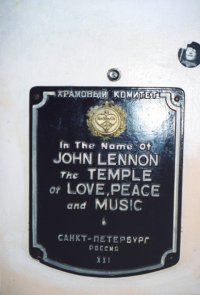 ХРАМОВЫЙ КОМИТЕТ
In The Name Of
JOHN LENNON
The TEMPLE
of LOVE, PEACE
and MUSIC
САНКТ-ПЕТЕРБУРГ
РОССИЯ
XXI